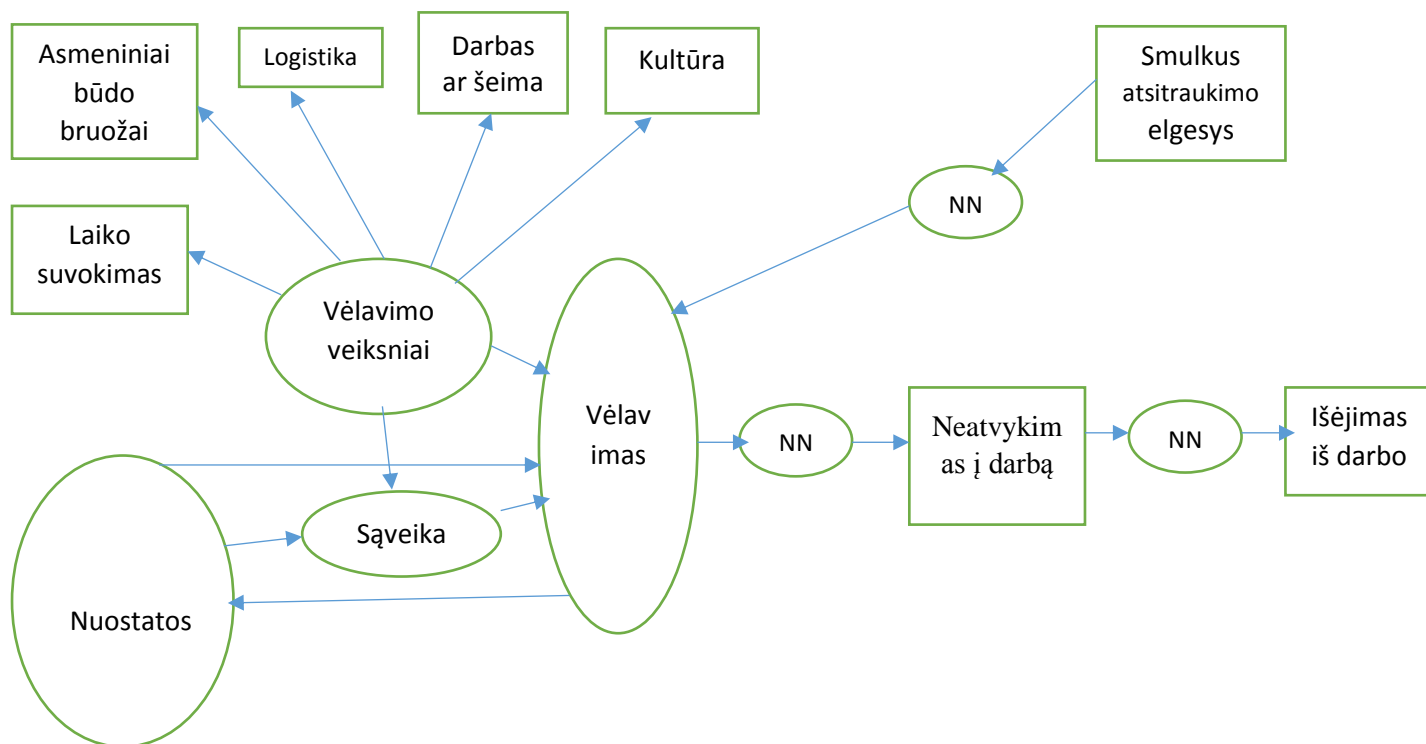 Asmeniniai
būdo
bruožai
Logistika
Darbas
ar šeima
Kultūra
Smulkus
atsitraukimo
elgesys
NN
Laiko
suvokimas
Vėlavimo
veiksniai
Vėlav
imas
NN
Neatvykim
as į darbą
NN
Išėjimas
iš darbo
Sąveika
Nuostatos